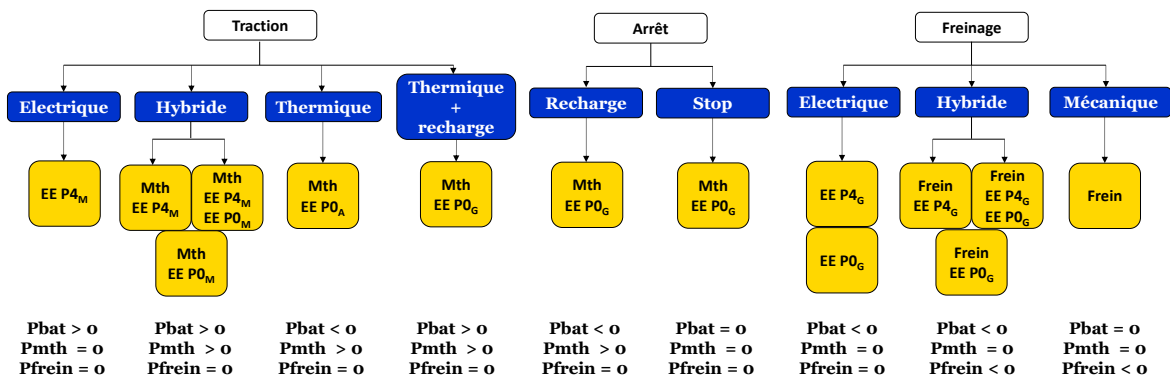 Traction
Arrêt
Freinage
Electrique
Hybride
Thermique
Thermique
+
recharge
Recharge
Stop
Electrique
Hybride
Mécanique
EE P4M
Mth
EE P4M
Mth
EE P4M
EE P0M
Mth
EE P0M
Mth
EE P0A
Mth
EE P0G
Mth
EE P0G
Mth
EE P0G
EE P4G
EE P0G
Frein
EE P4G
Frein
EE P4G
EE P0G
Frein
EE P0G
Frein
Pbat > 0
Pmth = 0
Pfrein = 0
Pbat > 0
Pmth > 0
Pfrein = 0
Pbat < 0
Pmth > 0
Pfrein = 0
Pbat > 0
Pmth > 0
Pfrein = 0
Pbat < 0
Pmth > 0
Pfrein = 0
Pbat = 0
Pmth = 0
Pfrein = 0
Pbat < 0
Pmth = 0
Pfrein = 0
Pbat < 0
Pmth = 0
Pfrein < 0
Pbat = 0
Pmth = 0
Pfrein < 0